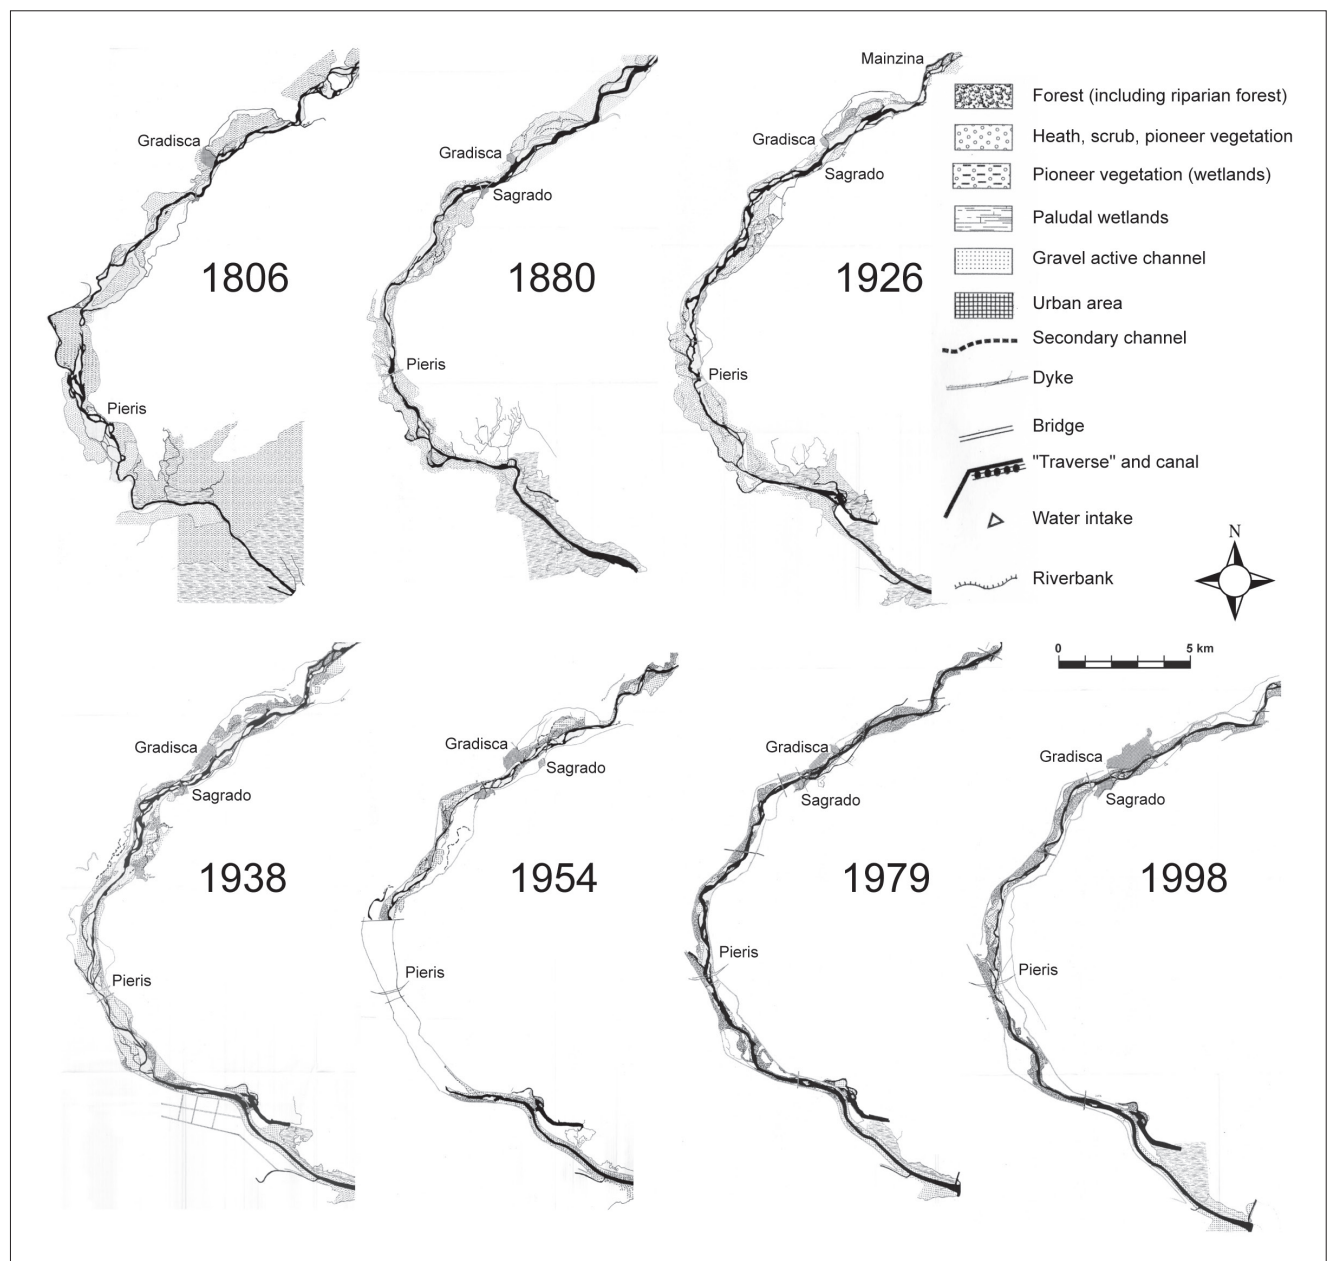 Mainzina
Gradisca
Pieris
1806
Gradisca
Sagrado
Pieris
1880
Gradisca
Sagrado
Pieris
1926
Forest (including riparian forest)
Heath, scrub, pioneer vegetation
Pioneer vegetation (wetlands)
Paludal wetlands
Gravel active channel
Urban area
Secondary channel
Dyke
Bridge
"Traverse" and canal
Water intake
Riverbank
N
0 5 km
Gradisca
Sagrado
1938
Pieris
Gradisca
Sagrado
1954
Pieris
Gradisca
Sagrado
1979
Pieris
Gradisca
Sagrado
1998
Pieris